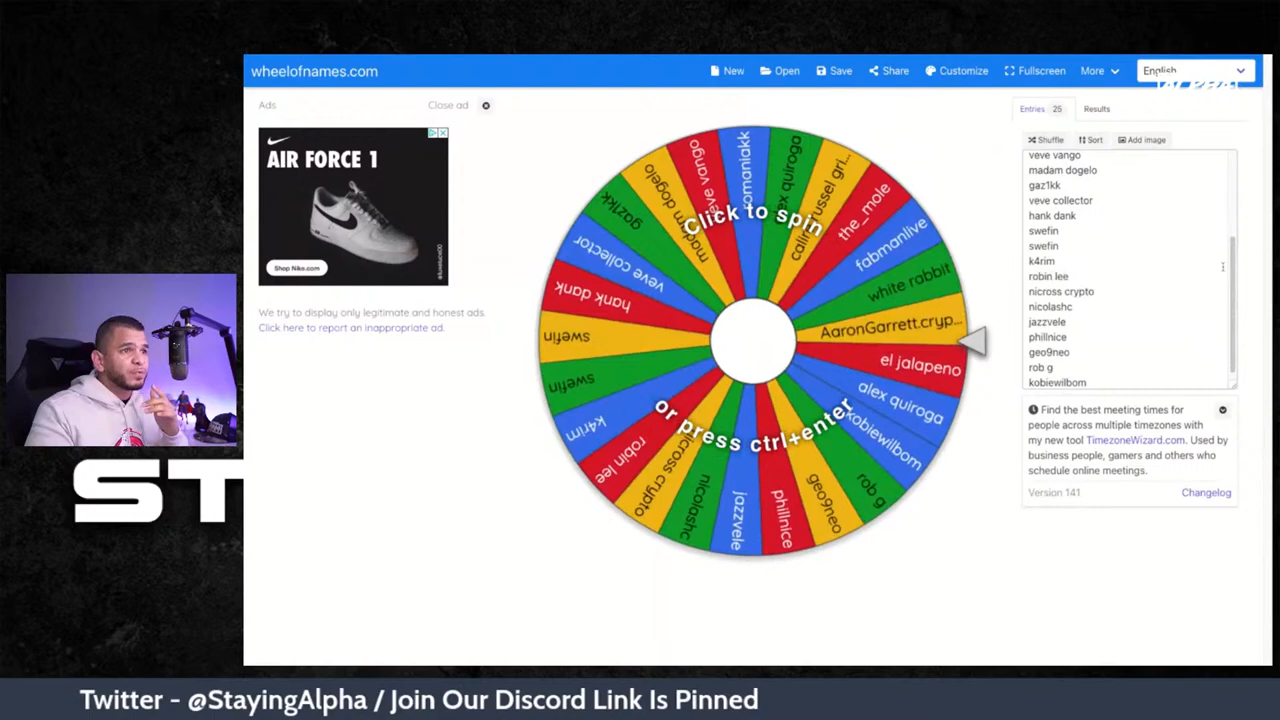 wheelofnames.com
New
Open
Save
Share
Customize
Fullscreen
More
English
Ads
Close ad
AIR FORCE 1
Shop Nike.com
We try to display only legitimate and honest ads.
Click here to report an inappropriate ad.
Click to spin
or press ctrl+enter
romaniakk
alex quiroga
russel gri...
the_mole
fabmanlive
white rabbit
AaronGarrett.cryp...
el jalapeno
alex quiroga
kobiewilbom
rob g
geo9neo
phillnice
jazzvele
nicolashc
nicross crypto
robin lee
k4rim
swefin
swefin
hank dank
veve collector
gaz1kk
madam dogelo
veve vango
Entries 25
Results
Shuffle
Sort
Add image
veve vango
madam dogelo
gaz1kk
veve collector
hank dank
swefin
swefin
k4rim
robin lee
nicross crypto
nicolashc
jazzvele
phillnice
geo9neo
rob g
kobiewilbom
Find the best meeting times for
people across multiple timezones with
my new tool TimezoneWizard.com. Used by
business people, gamers and others who
schedule online meetings.
Version 141
Changelog
ST
Twitter - @StayingAlpha / Join Our Discord Link Is Pinned